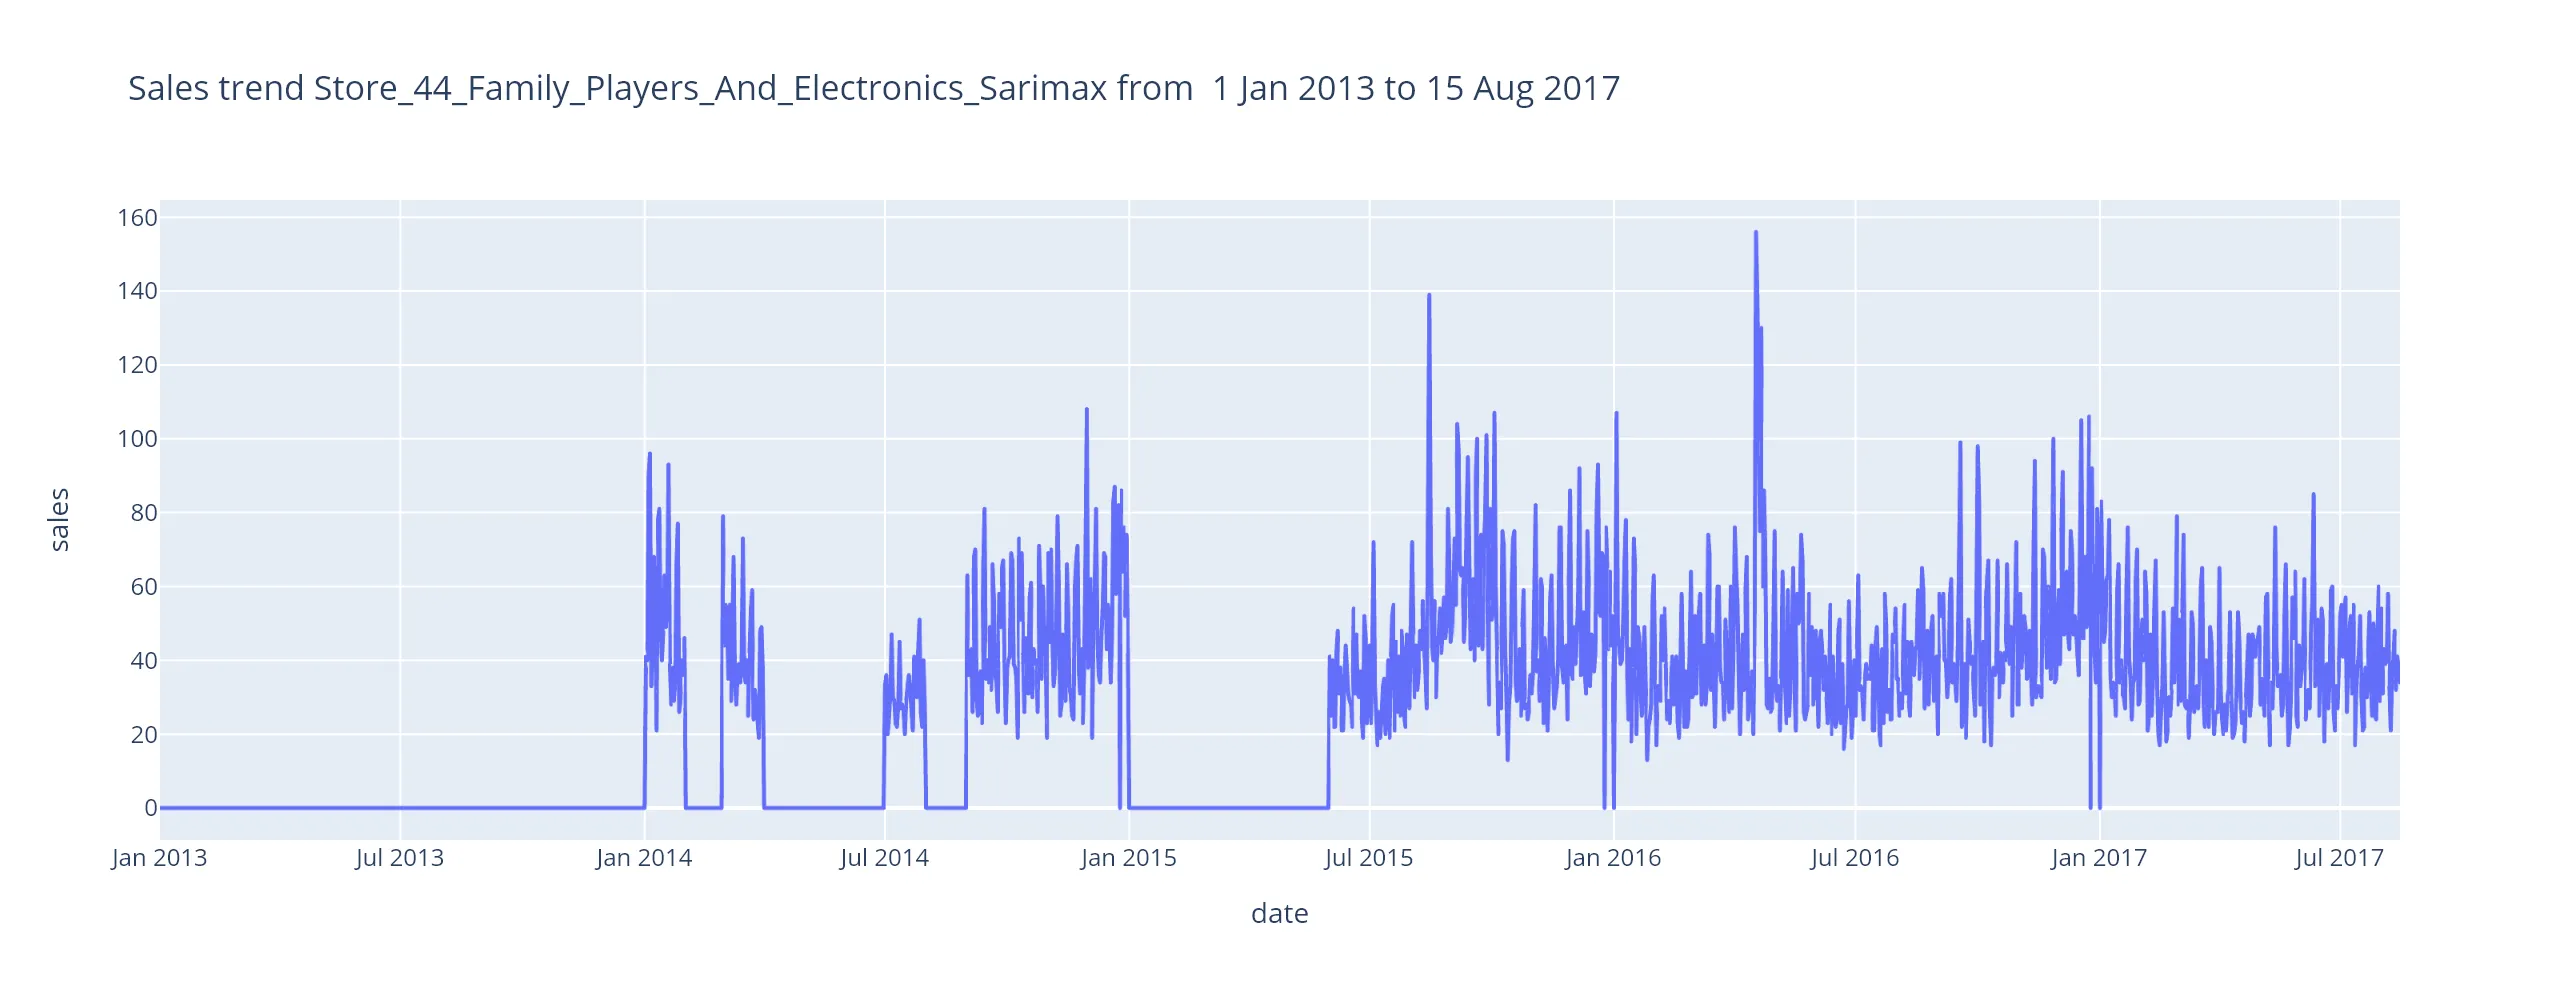 Sales trend Store_44_Family_Players_And_Electronics_Sarimax from  1 Jan 2013 to 15 Aug 2017
160
140
120
100
80
60
40
20
0
sales
Jan 2013
Jul 2013
Jan 2014
Jul 2014
Jan 2015
Jul 2015
Jan 2016
Jul 2016
Jan 2017
Jul 2017
date